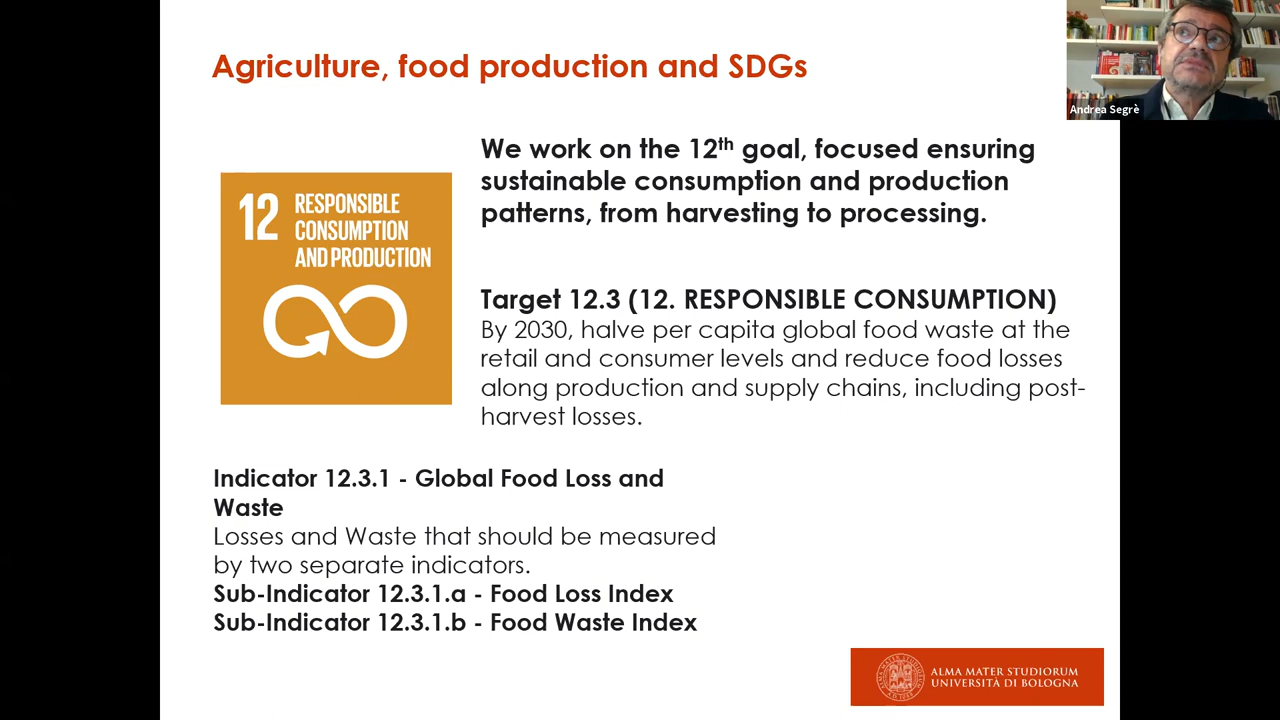 Agriculture, food production and SDGs
Andrea Segrè
We work on the 12th goal, focused ensuring
sustainable consumption and production
patterns, from harvesting to processing.
12 RESPONSIBLE
CONSUMPTION
AND PRODUCTION
Target 12.3 (12. RESPONSIBLE CONSUMPTION)
By 2030, halve per capita global food waste at the
retail and consumer levels and reduce food losses
along production and supply chains, including post-
harvest losses.
Indicator 12.3.1 - Global Food Loss and
Waste
Losses and Waste that should be measured
by two separate indicators.
Sub-Indicator 12.3.1.a - Food Loss Index
Sub-Indicator 12.3.1.b - Food Waste Index
ALMA MATER STUDIORUM
UNIVERSITÀ DI BOLOGNA